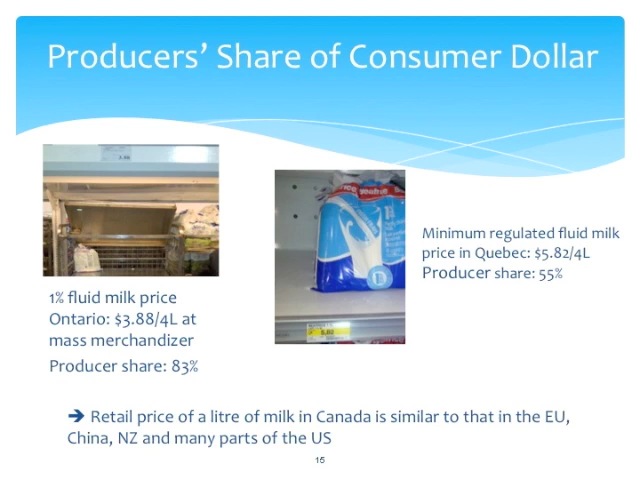 Producers’ Share of Consumer Dollar
1% fluid milk price
Ontario: $3.88/4L at
mass merchandizer
Producer share: 83%
Minimum regulated fluid milk
price in Quebec: $5.82/4L
Producer share: 55%
➔ Retail price of a litre of milk in Canada is similar to that in the EU,
China, NZ and many parts of the US
15